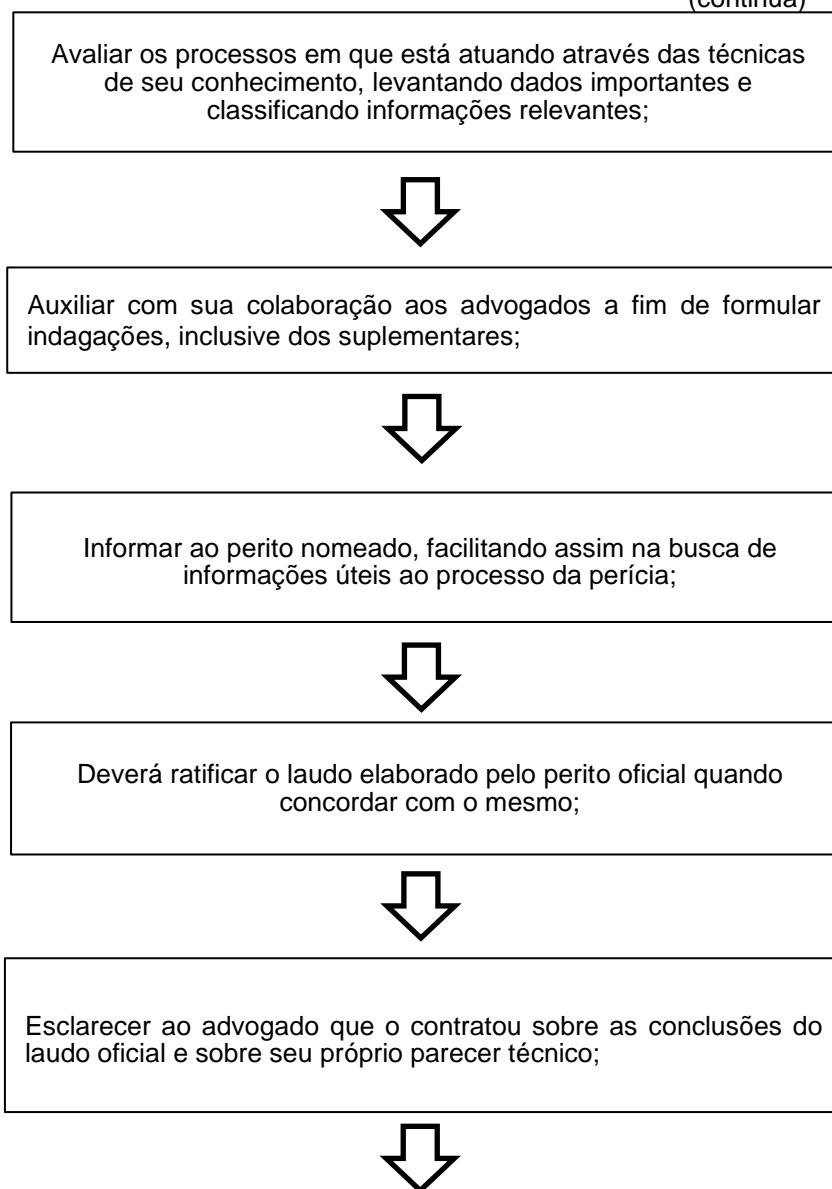 (continua)
Avaliar os processos em que está atuando através das técnicas
de seu conhecimento, levantando dados importantes e
classificando informações relevantes;
Auxiliar com sua colaboração aos advogados a fim de formular
indagações, inclusive dos suplementares;
Informar ao perito nomeado, facilitando assim na busca de
informações úteis ao processo da perícia;
Deverá ratificar o laudo elaborado pelo perito oficial quando
concordar com o mesmo;
Esclarecer ao advogado que o contratou sobre as conclusões do
laudo oficial e sobre seu próprio parecer técnico;